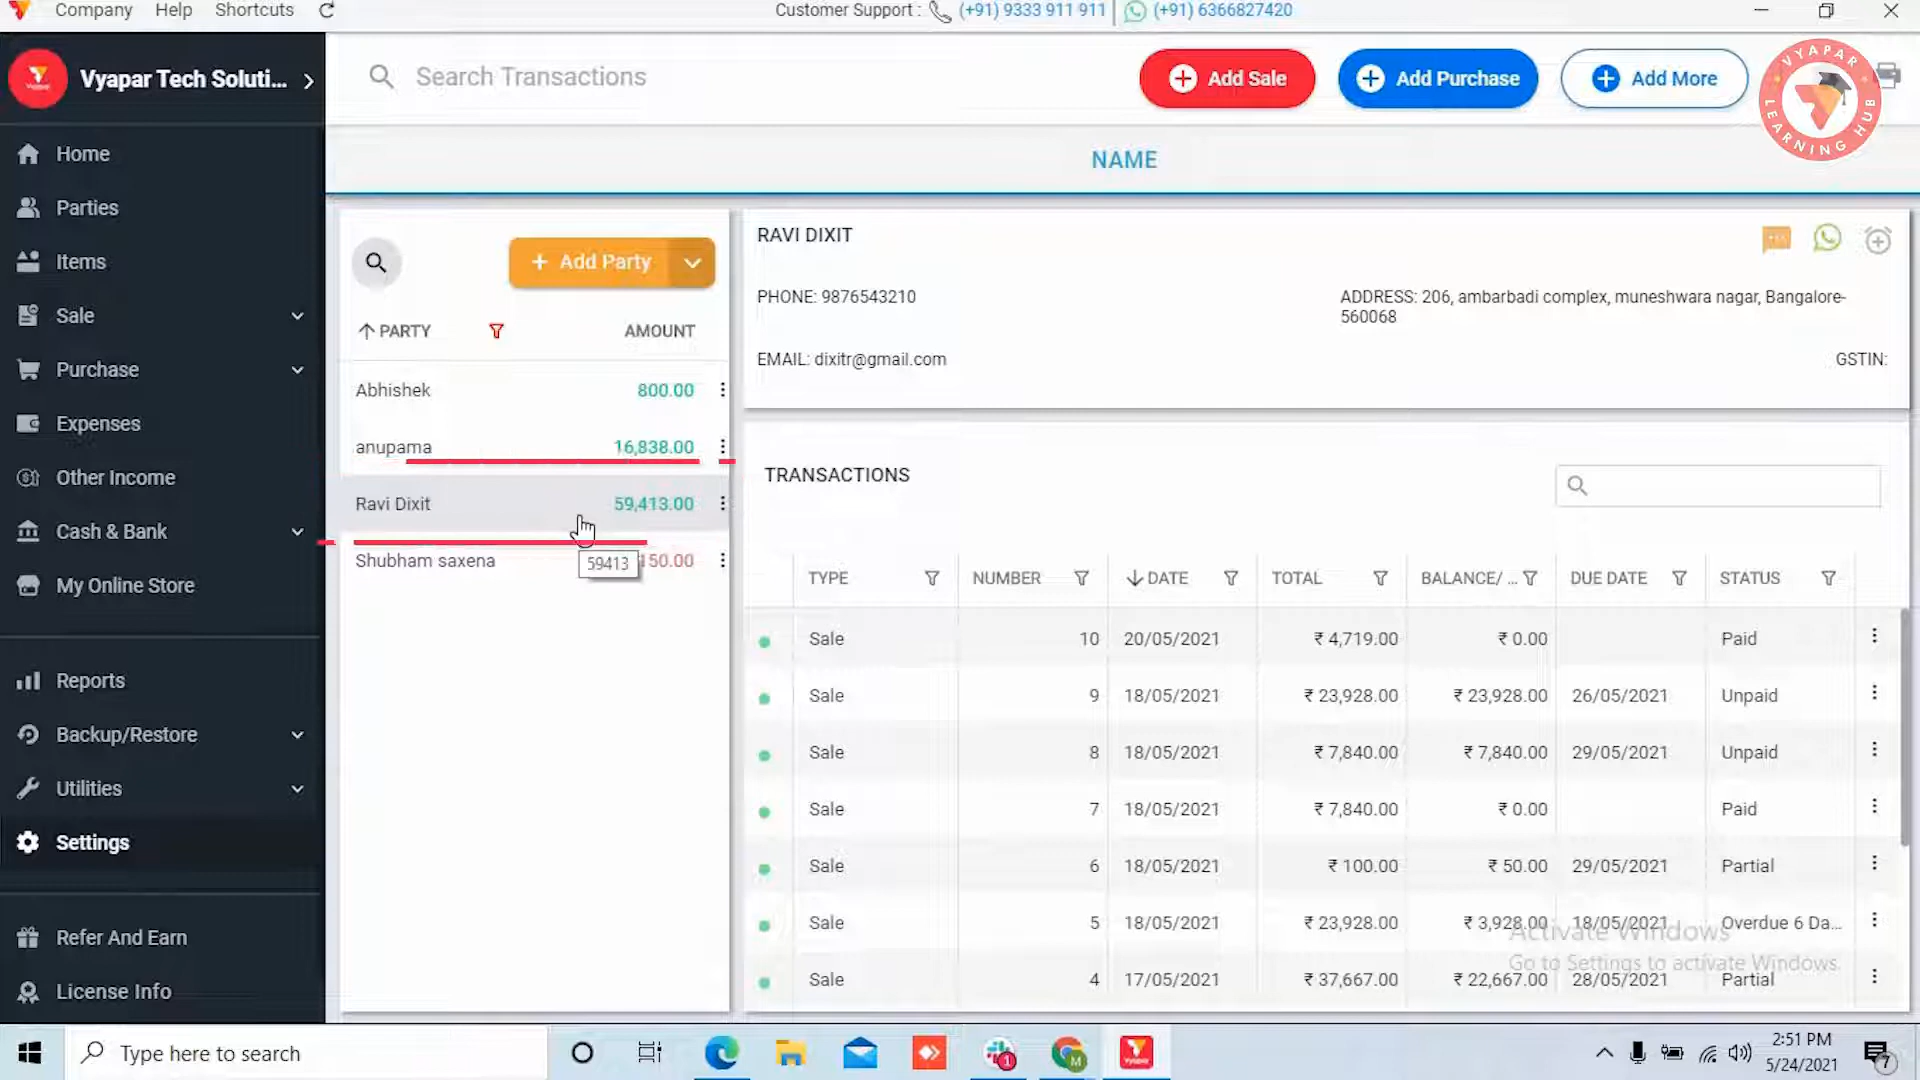 Company Help Shortcuts
Customer Support : (+91) 9333 911 911 | (+91) 6366827420
Vyapar Tech Soluti...
Search Transactions
Add Sale
Add Purchase
Add More
VYAPAR
LEARNING HUB
Home
Parties
Items
Sale
Purchase
Expenses
Other Income
Cash & Bank
My Online Store
Reports
Backup/Restore
Utilities
Settings
Refer And Earn
License Info
NAME
+ Add Party
PARTY AMOUNT
Abhishek 800.00
anupama 16,838.00
Ravi Dixit 59,413.00
Shubham saxena 150.00
59413
RAVI DIXIT
PHONE: 9876543210
ADDRESS: 206, ambarbadi complex, muneshwara nagar, Bangalore-
560068
EMAIL: dixitr@gmail.com
GSTIN:
TRANSACTIONS
TYPE NUMBER DATE TOTAL BALANCE/ ... DUE DATE STATUS
Sale 10 20/05/2021 ₹ 4,719.00 ₹ 0.00 Paid
Sale 9 18/05/2021 ₹ 23,928.00 ₹ 23,928.00 26/05/2021 Unpaid
Sale 8 18/05/2021 ₹ 7,840.00 ₹ 7,840.00 29/05/2021 Unpaid
Sale 7 18/05/2021 ₹ 7,840.00 ₹ 0.00 Paid
Sale 6 18/05/2021 ₹ 100.00 ₹ 50.00 29/05/2021 Partial
Sale 5 18/05/2021 ₹ 23,928.00 ₹ 3,928.00 18/05/2021 Overdue 6 Da...
Sale 4 17/05/2021 ₹ 37,667.00 ₹ 22,667.00 28/05/2021 Partial
Activate Windows
Go to Settings to activate Windows.
Type here to search
2:51 PM
5/24/2021